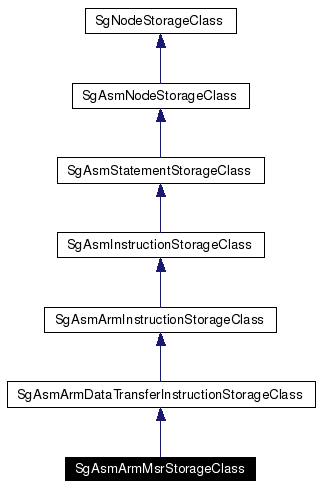 SgNodeStorageClass
SgAsmNodeStorageClass
SgAsmStatementStorageClass
SgAsmInstructionStorageClass
SgAsmArmInstructionStorageClass
SgAsmArmDataTransferInstructionStorageClass
SgAsmArmMsrStorageClass